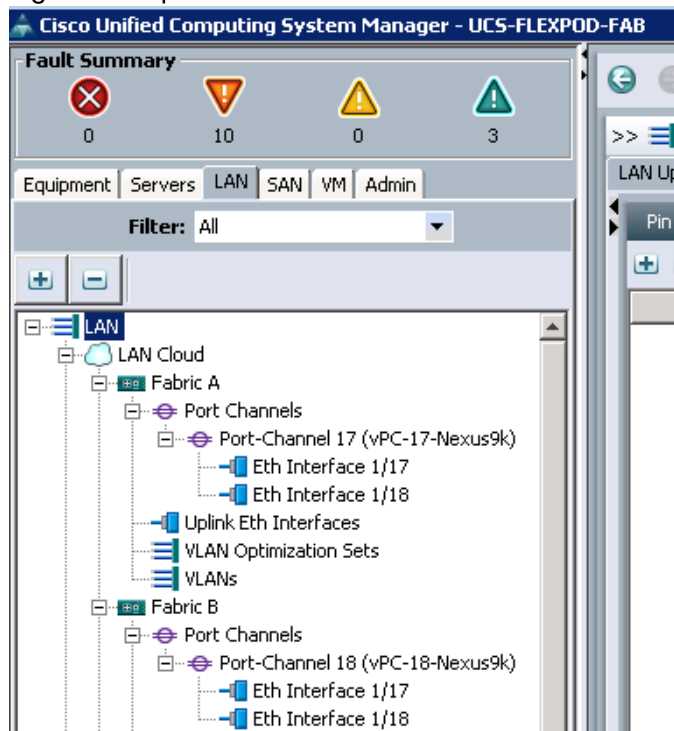 Cisco Unified Computing System Manager - UCS-FLEXPOD-FAB
Fault Summary
0 10 0 3
>>
Equipment Servers LAN SAN VM Admin
LAN Up
Filter: All
Pin
LAN
LAN Cloud
Fabric A
Port Channels
Port-Channel 17 (vPC-17-Nexus9k)
Eth Interface 1/17
Eth Interface 1/18
Uplink Eth Interfaces
VLAN Optimization Sets
VLANs
Fabric B
Port Channels
Port-Channel 18 (vPC-18-Nexus9k)
Eth Interface 1/17
Eth Interface 1/18